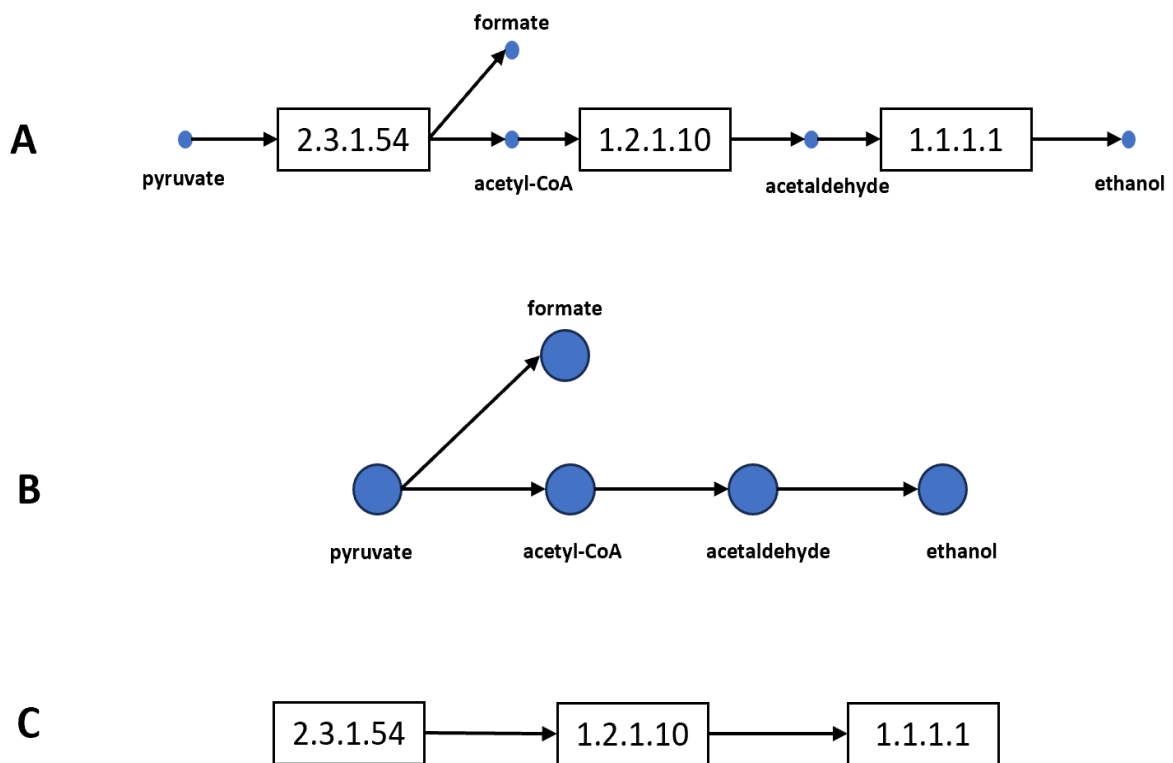 formate
A
2.3.1.54
1.2.1.10
1.1.1.1
pyruvate
acetyl-CoA
acetaldehyde
ethanol
formate
B
pyruvate
acetyl-CoA
acetaldehyde
ethanol
C
2.3.1.54
1.2.1.10
1.1.1.1